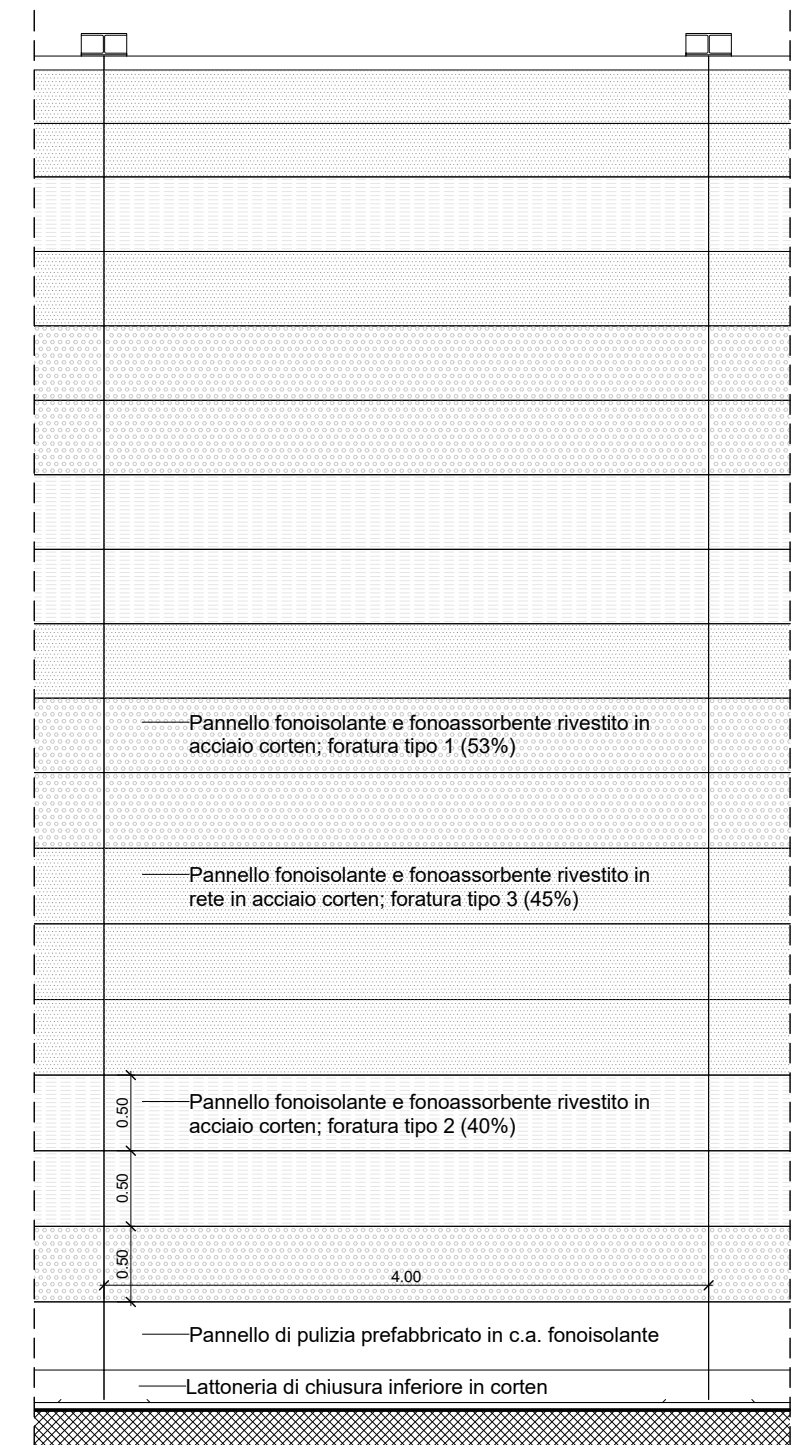 Pannello fonoisolante e fonoassorbente rivestito in
acciaio corten; foratura tipo 1 (53%)
Pannello fonoisolante e fonoassorbente rivestito in
rete in acciaio corten; foratura tipo 3 (45%)
0.50
Pannello fonoisolante e fonoassorbente rivestito in
acciaio corten; foratura tipo 2 (40%)
0.50
0.50
4.00
Pannello di pulizia prefabbricato in c.a. fonoisolante
Lattoneria di chiusura inferiore in corten